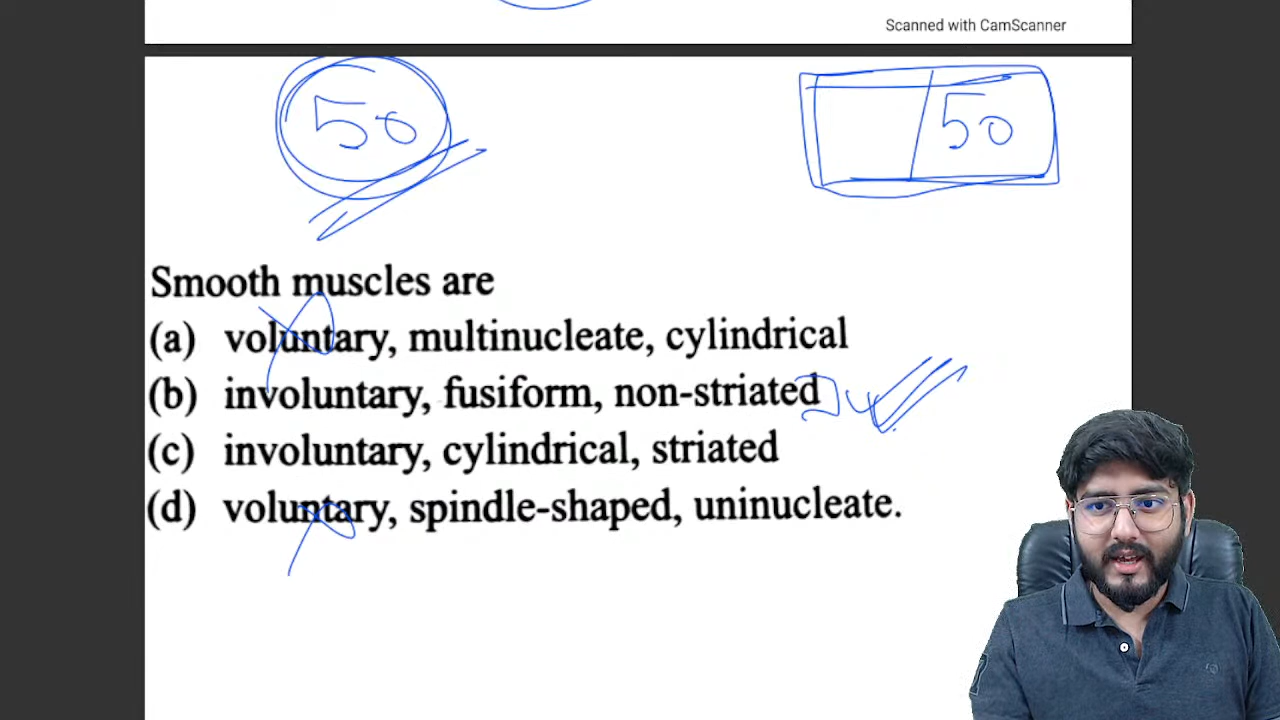 Scanned with CamScanner
50
50
Smooth muscles are
(a) voluntary, multinucleate, cylindrical
(b) involuntary, fusiform, non-striated
(c) involuntary, cylindrical, striated
(d) voluntary, spindle-shaped, uninucleate.